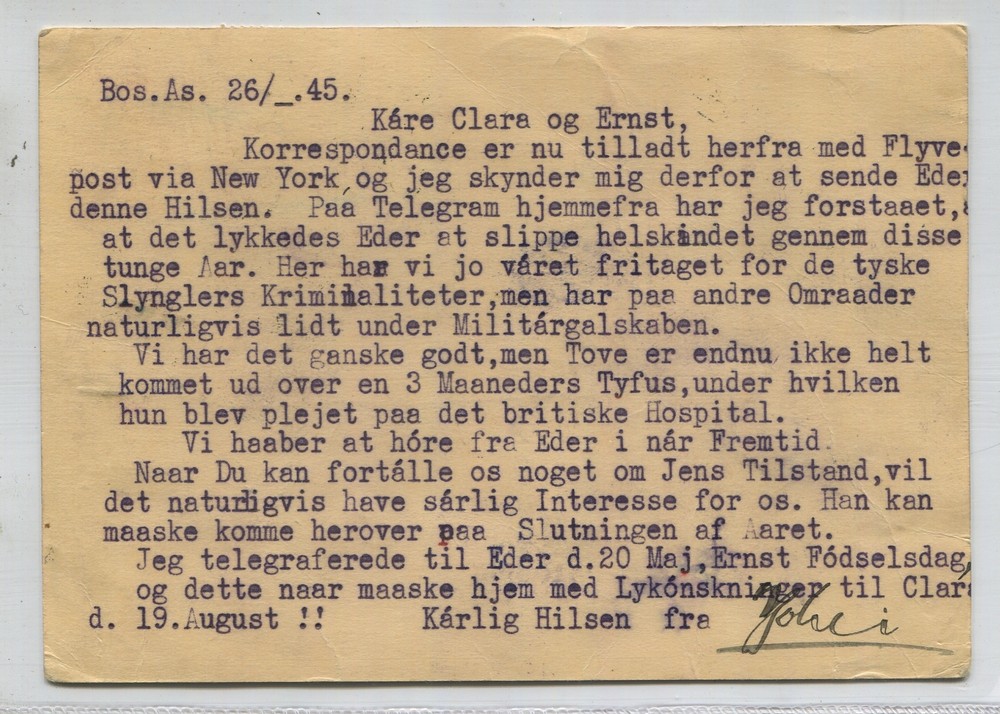 Bos.As. 26/_.45.
Káre Clara og Ernst,
Korrespondance er nu tilladt herfra med Flyve-
post via New York, og jeg skynder mig derfor at sende Eder
denne Hilsen. Paa Telegram hjemmefra har jeg forstaaet,
at det lykkedes Eder at slippe helskindet gennem disse
tunge Aar. Her har vi jo váret fritaget for de tyske
Slynglers Kriminaliteter,men har paa andre Omraader
naturligvis lidt under Militárgalskaben.
Vi har det ganske godt,men Tove er endnu ikke helt
kommet ud over en 3 Maaneders Tyfus,under hvilken
hun blev plejet paa det britiske Hospital.
Vi haaber at hóre fra Eder i nár Fremtid.
Naar Du kan fortálle os noget om Jens Tilstand,vil
det naturligvis have sárlig Interesse for os. Han kan
maaske komme herover paa Slutningen af Aaret.
Jeg telegraferede til Eder d.20 Maj,Ernst Fódselsdag,
og dette naar maaske hjem med Lykónskninger til Clara
d. 19.August !! Kárlig Hilsen fra